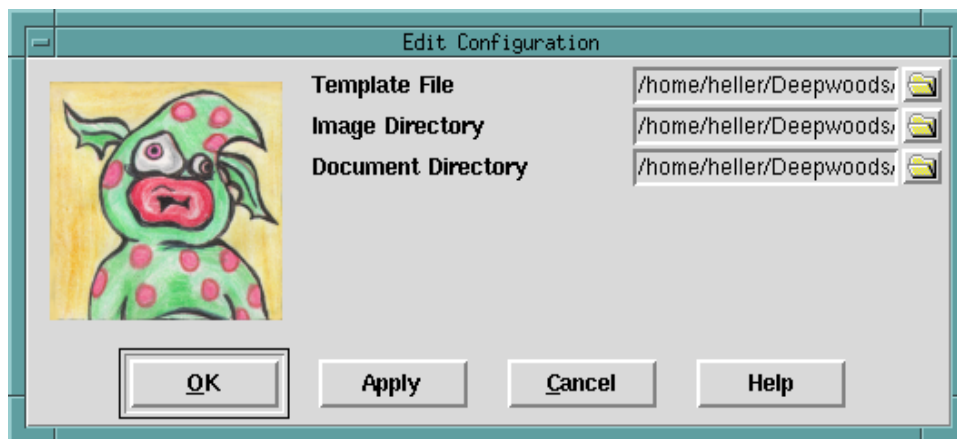 Edit Configuration
Template File /home/heller/Deepwoods/
Image Directory /home/heller/Deepwoods/
Document Directory /home/heller/Deepwoods/
OK Apply Cancel Help